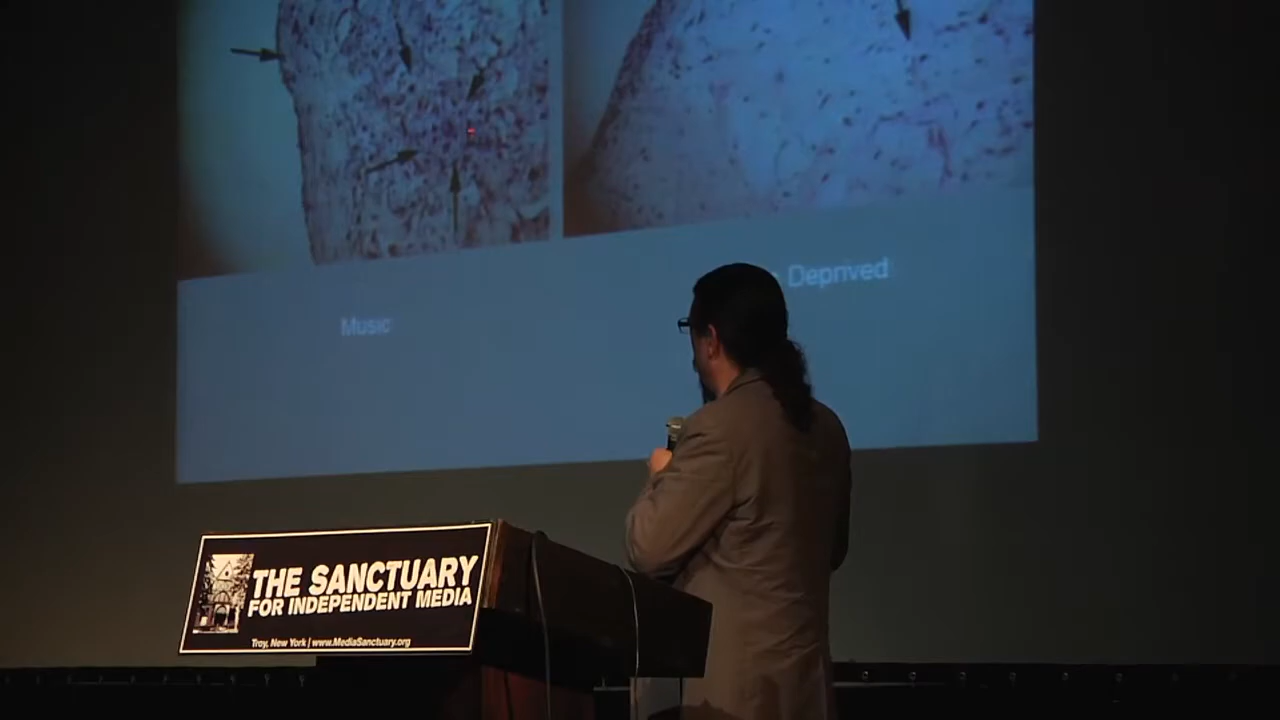 Deprived
Music
THE SANCTUARY
FOR INDEPENDENT MEDIA
Troy, New York | www.MediaSanctuary.org